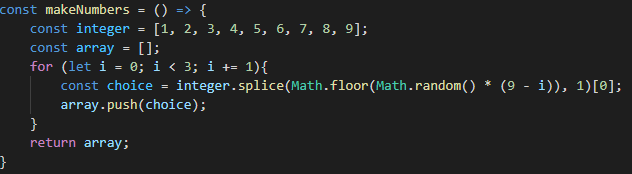 const makeNumbers = () => {
    const integer = [1, 2, 3, 4, 5, 6, 7, 8, 9];
    const array = [];
    for (let i = 0; i < 3; i += 1){
        const choice = integer.splice(Math.floor(Math.random() * (9 - i)), 1)[0];
        array.push(choice);
    }
    return array;
}